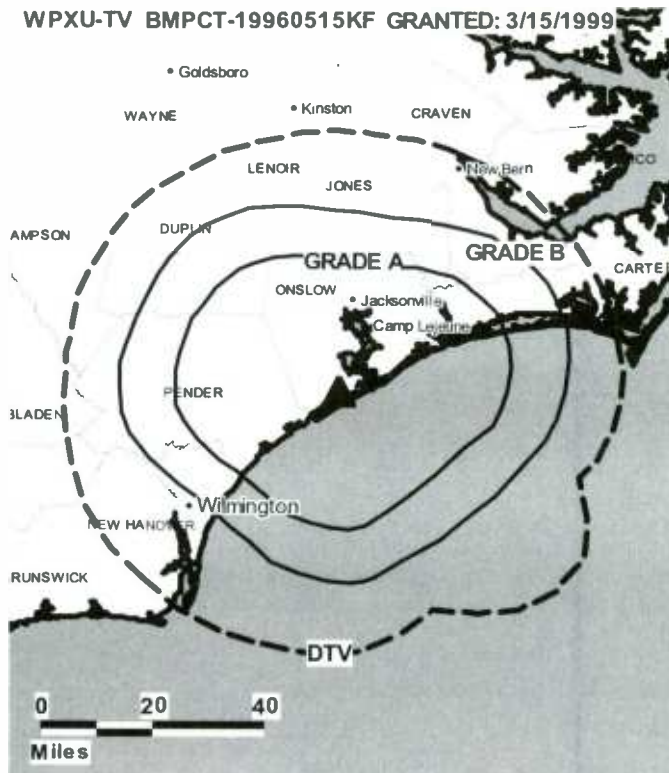 WPXU-TV BMPCT-19960515KF GRANTED: 3/15/1999
Goldsboro
WAYNE
Kinston
CRAVEN
LENOIR
New Bern
CO
JONES
AMPSON
DUPLIN
GRADE A
GRADE B
CARTE
ONSLOW
Jacksonville
Camp Lejeune
PENDER
BLADEN
Wilmington
NEW HANOVER
RUNSWICK
DTV
0 20 40
Miles